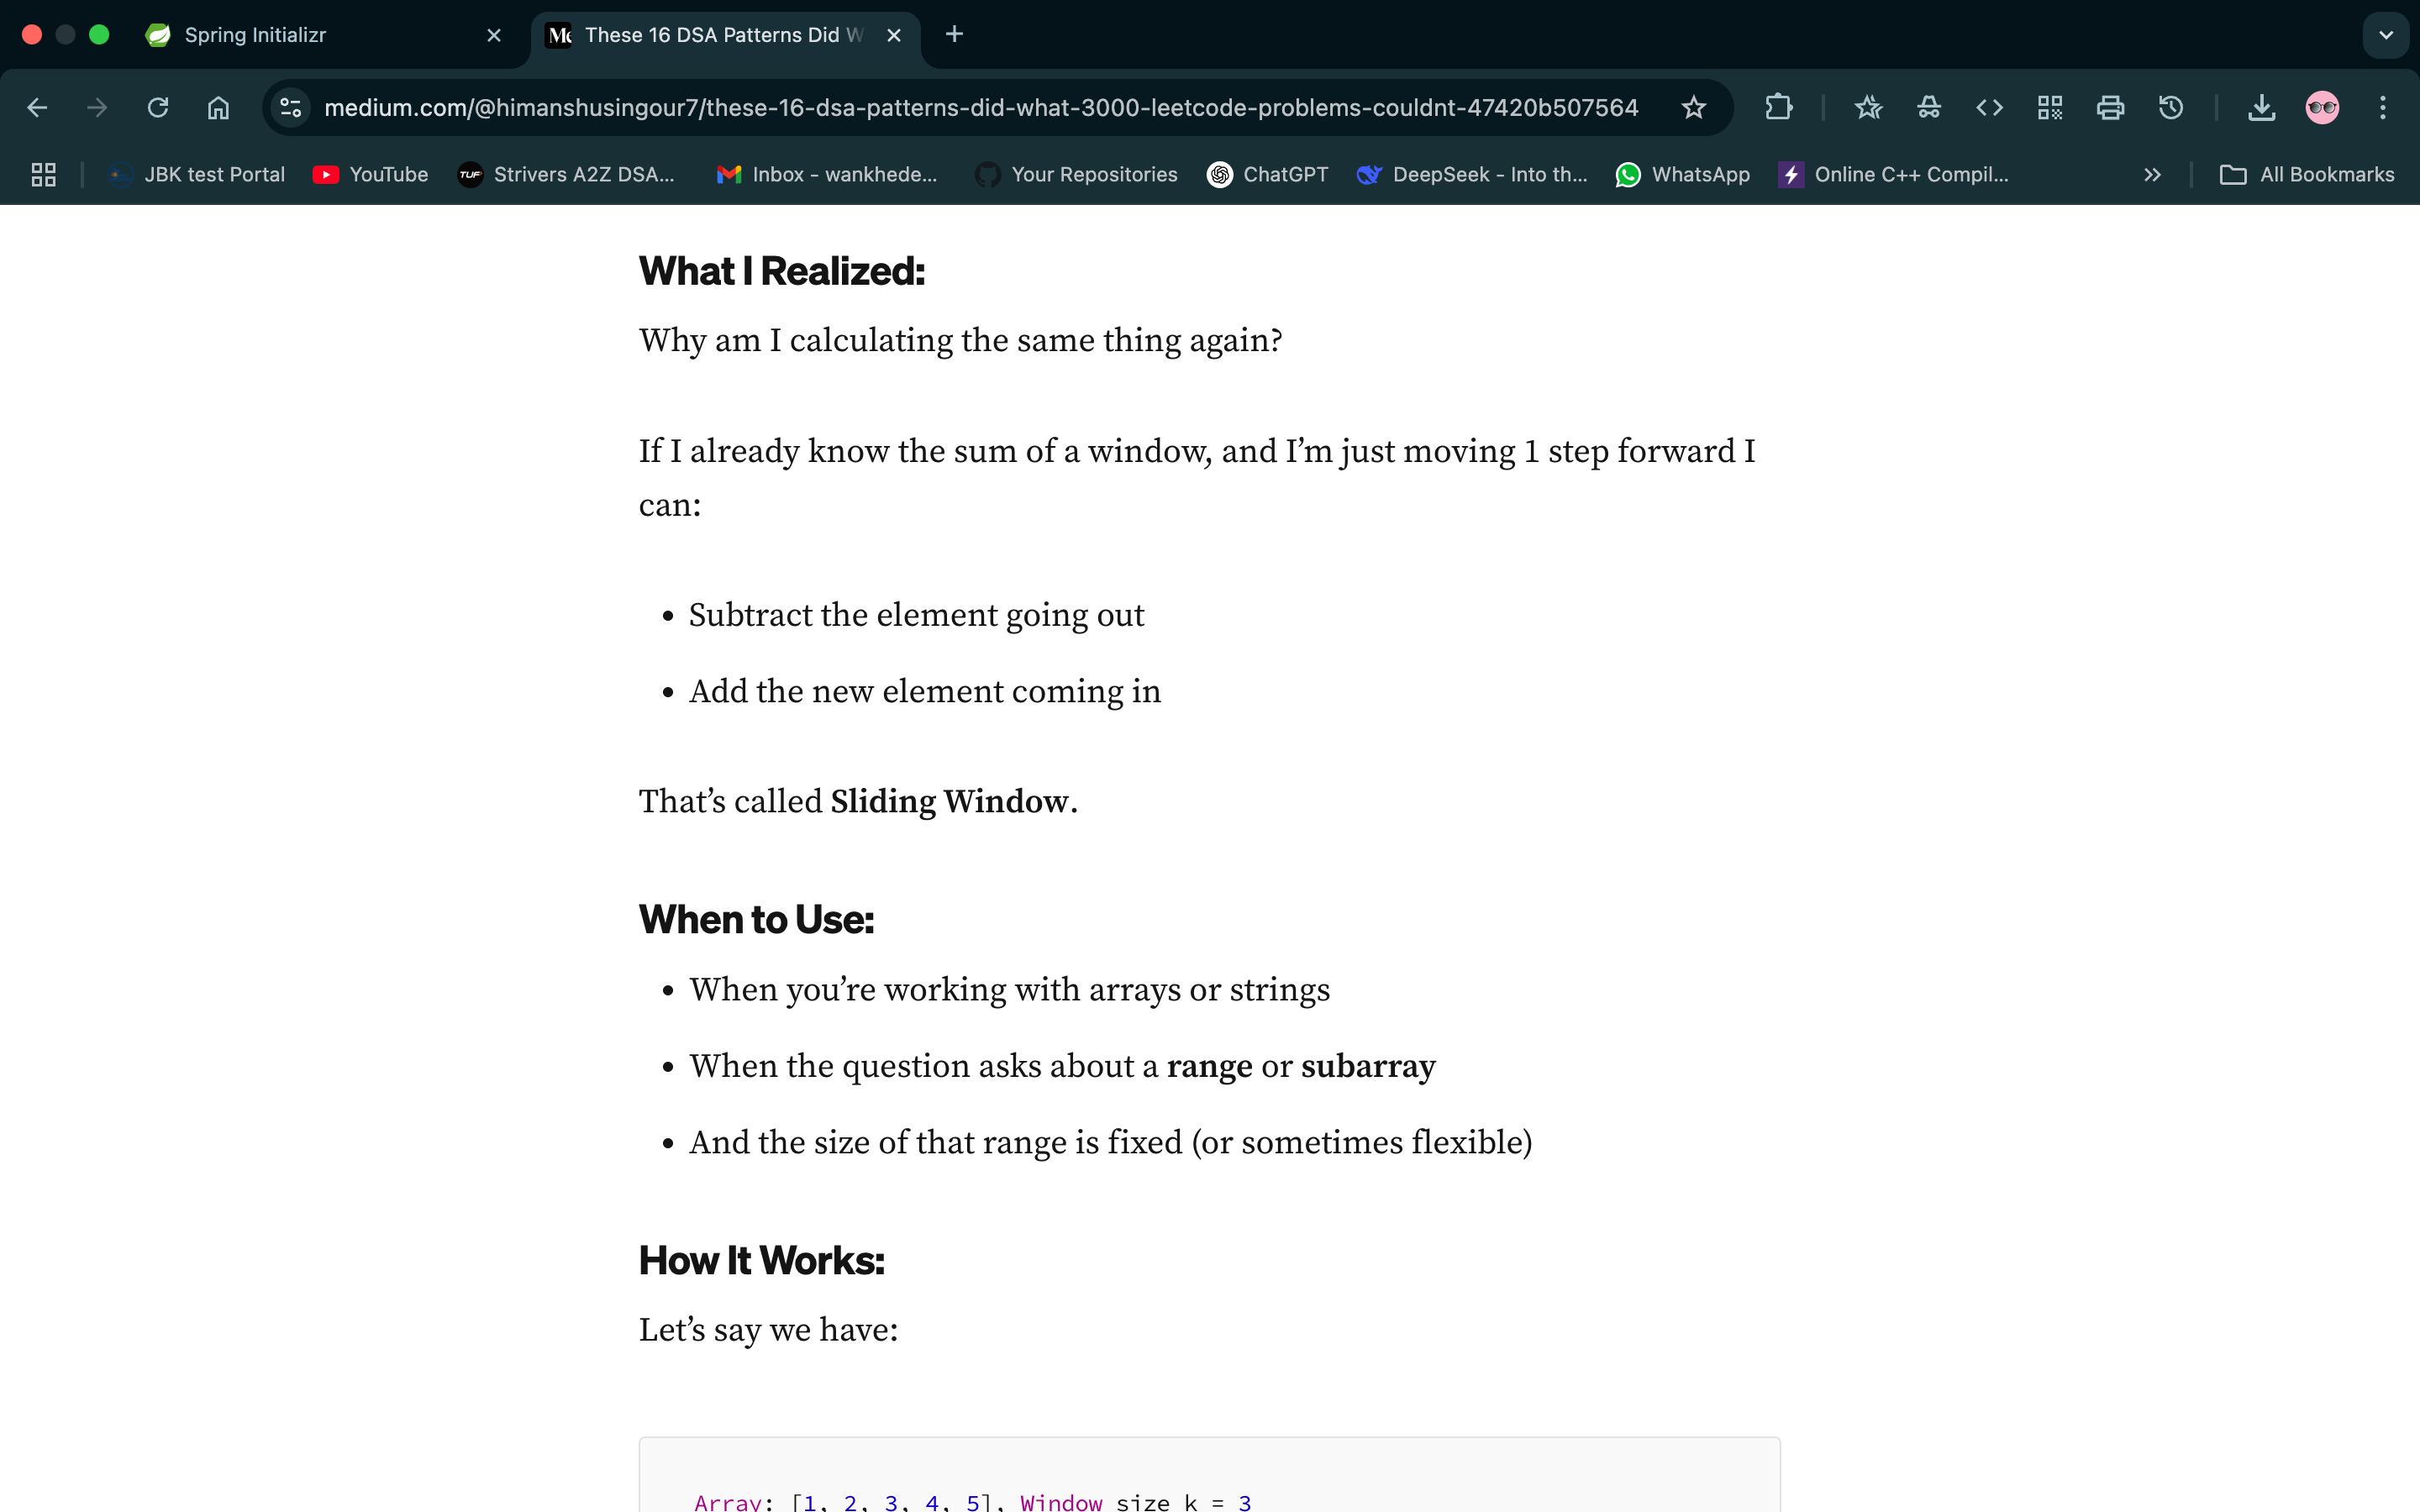 Spring Initializr
These 16 DSA Patterns Did W
medium.com/@himanshusingour7/these-16-dsa-patterns-did-what-3000-leetcode-problems-couldnt-47420b507564
JBK test Portal
YouTube
TUF
Strivers A2Z DSA...
Inbox - wankhede...
Your Repositories
ChatGPT
DeepSeek - Into th...
WhatsApp
Online C++ Compil...
All Bookmarks
What I Realized:
Why am I calculating the same thing again?
If I already know the sum of a window, and I’m just moving 1 step forward I
can:
• Subtract the element going out
• Add the new element coming in
That’s called Sliding Window.
When to Use:
• When you’re working with arrays or strings
• When the question asks about a range or subarray
• And the size of that range is fixed (or sometimes flexible)
How It Works:
Let’s say we have:
Array: [1, 2, 3, 4, 5], Window size k = 3